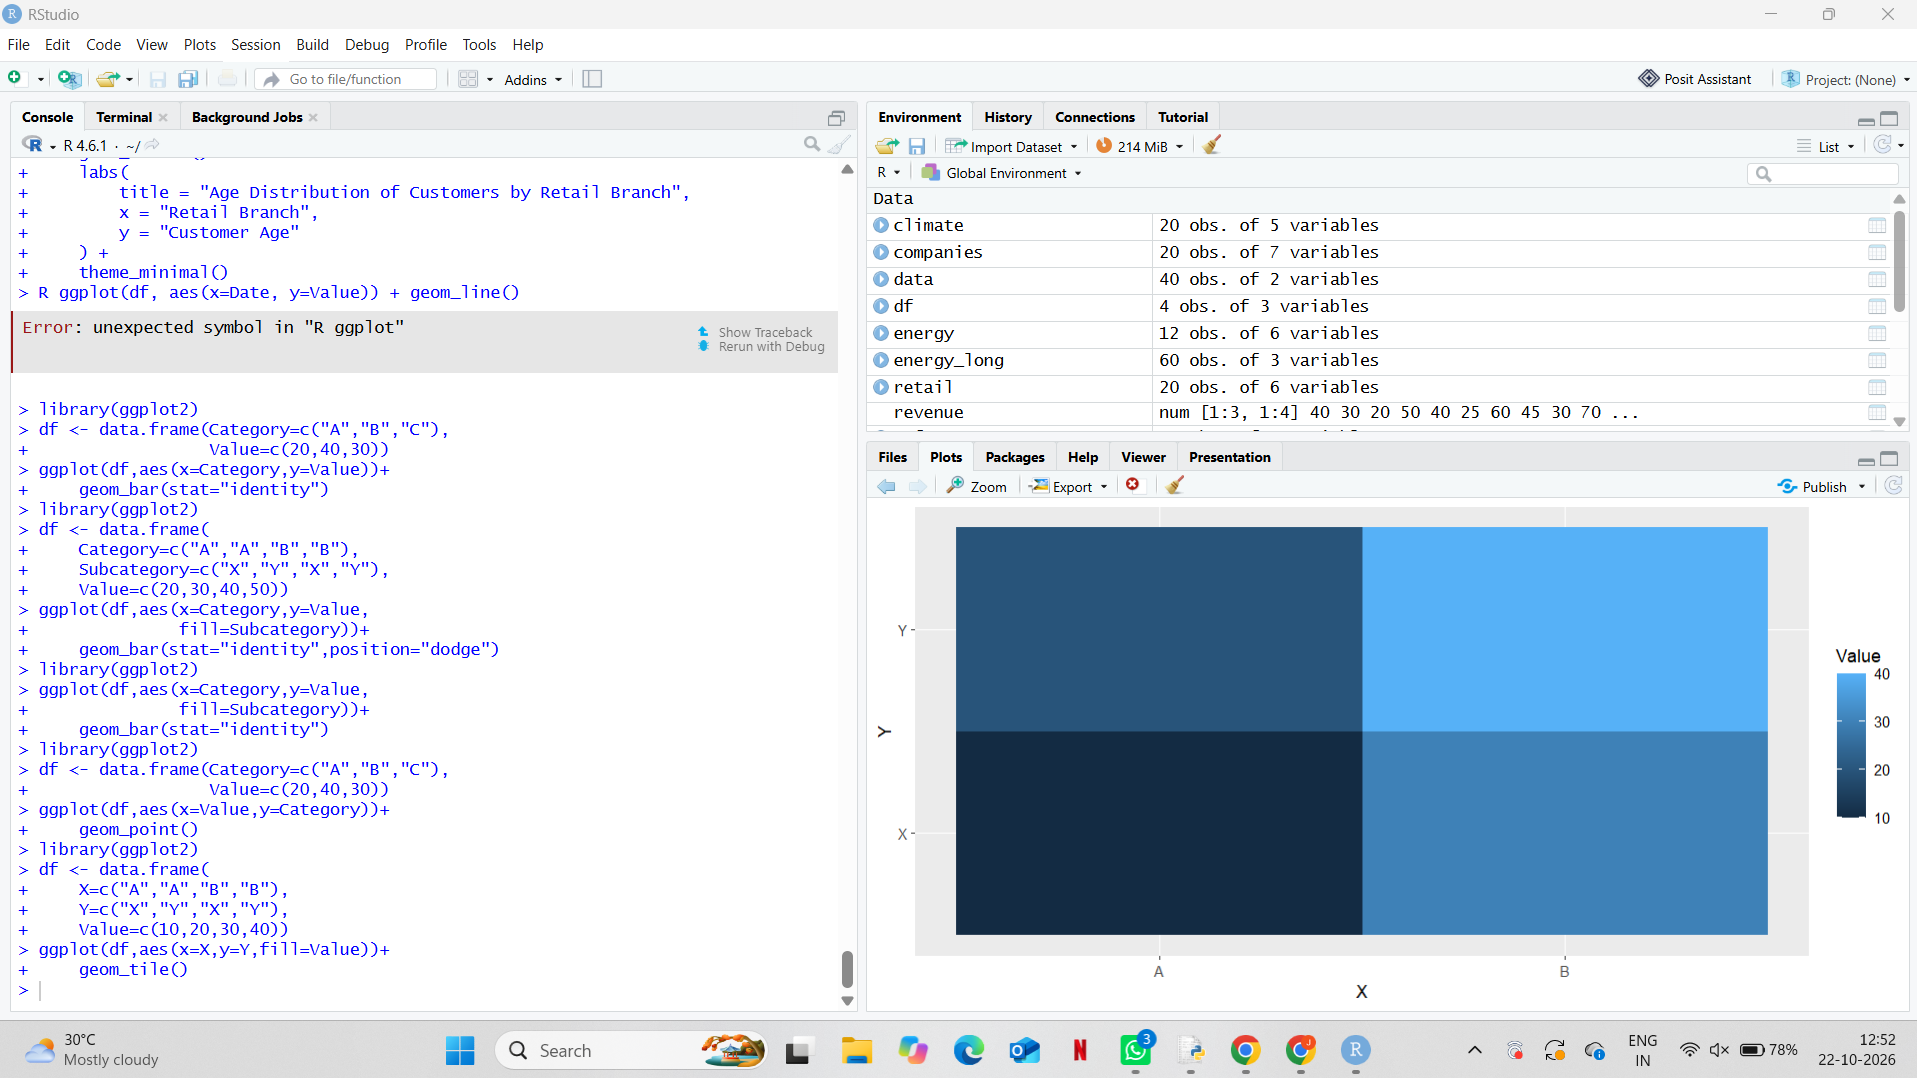 RStudio
File Edit Code View Plots Session Build Debug Profile Tools Help
Go to file/function Addins Posit Assistant Project: (None)
Console Terminal Background Jobs
R 4.6.1 · ~/
+     labs(
+         title = "Age Distribution of Customers by Retail Branch",
+         x = "Retail Branch",
+         y = "Customer Age"
+     ) +
+     theme_minimal()
> R ggplot(df, aes(x=Date, y=Value)) + geom_line()
Error: unexpected symbol in "R ggplot"
Show Traceback
Rerun with Debug
> library(ggplot2)
> df <- data.frame(Category=c("A","B","C"),
+                  Value=c(20,40,30))
> ggplot(df,aes(x=Category,y=Value))+
+     geom_bar(stat="identity")
> library(ggplot2)
> df <- data.frame(
+     Category=c("A","A","B","B"),
+     Subcategory=c("X","Y","X","Y"),
+     Value=c(20,30,40,50))
> ggplot(df,aes(x=Category,y=Value,
+               fill=Subcategory))+
+     geom_bar(stat="identity",position="dodge")
> library(ggplot2)
> ggplot(df,aes(x=Category,y=Value,
+               fill=Subcategory))+
+     geom_bar(stat="identity")
> library(ggplot2)
> df <- data.frame(Category=c("A","B","C"),
+                  Value=c(20,40,30))
> ggplot(df,aes(x=Value,y=Category))+
+     geom_point()
> library(ggplot2)
> df <- data.frame(
+     X=c("A","A","B","B"),
+     Y=c("X","Y","X","Y"),
+     Value=c(10,20,30,40))
> ggplot(df,aes(x=X,y=Y,fill=Value))+
+     geom_tile()
>
Environment History Connections Tutorial
Import Dataset 214 MiB List
R Global Environment
Data
climate 20 obs. of 5 variables
companies 20 obs. of 7 variables
data 40 obs. of 2 variables
df 4 obs. of 3 variables
energy 12 obs. of 6 variables
energy_long 60 obs. of 3 variables
retail 20 obs. of 6 variables
revenue num [1:3, 1:4] 40 30 20 50 40 25 60 45 30 70 ...
Files Plots Packages Help Viewer Presentation
Zoom Export Publish
Y
Y
X
A B
X
Value
40
30
20
10
30°C
Mostly cloudy
Search
3
ENG
IN
78%
12:52
22-10-2026